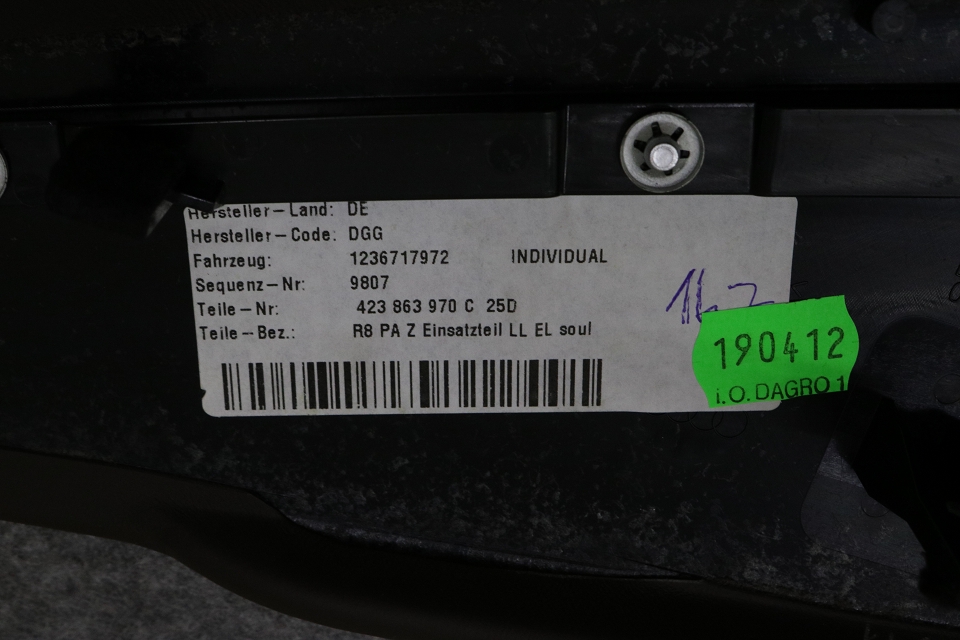 Hersteller-Land: DE
Hersteller-Code: DGG
Fahrzeug: 1236717972 INDIVIDUAL
Sequenz-Nr: 9807
Teile-Nr: 423 863 970 C 25D
Teile-Bez.: R8 PA Z Einsatzteil LL EL soul
190412
i.O. DAGRO 1